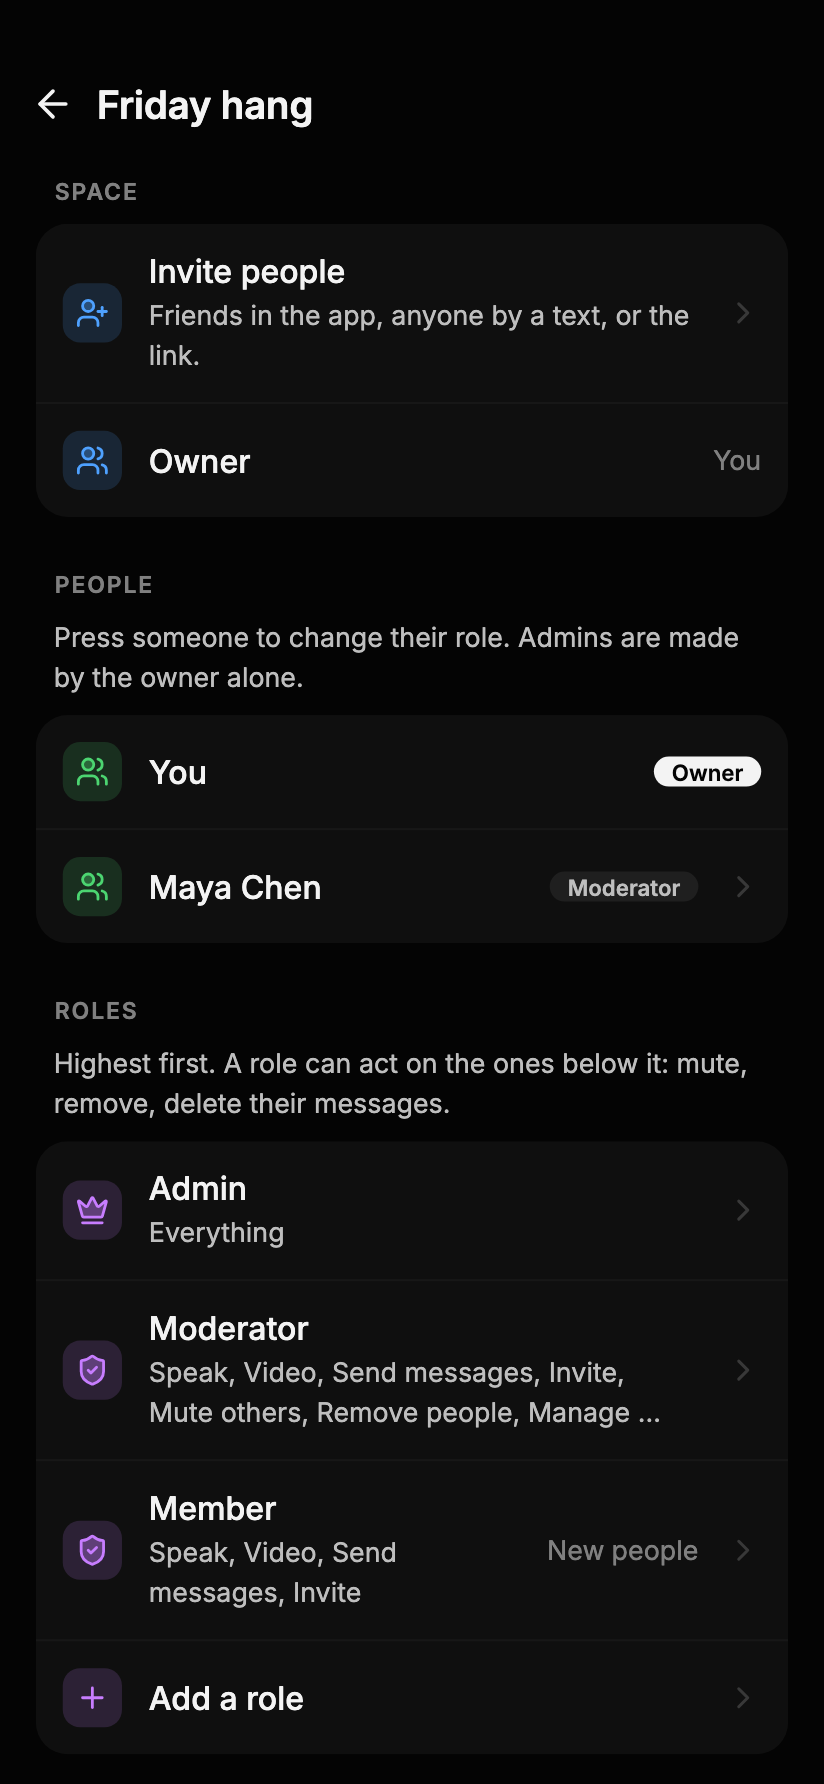 Friday hang
SPACE
Invite people
Friends in the app, anyone by a text, or the
link.
Owner
You
PEOPLE
Press someone to change their role. Admins are made
by the owner alone.
You
Owner
Maya Chen
Moderator
ROLES
Highest first. A role can act on the ones below it: mute,
remove, delete their messages.
Admin
Everything
Moderator
Speak, Video, Send messages, Invite,
Mute others, Remove people, Manage ...
Member
Speak, Video, Send
messages, Invite
New people
Add a role